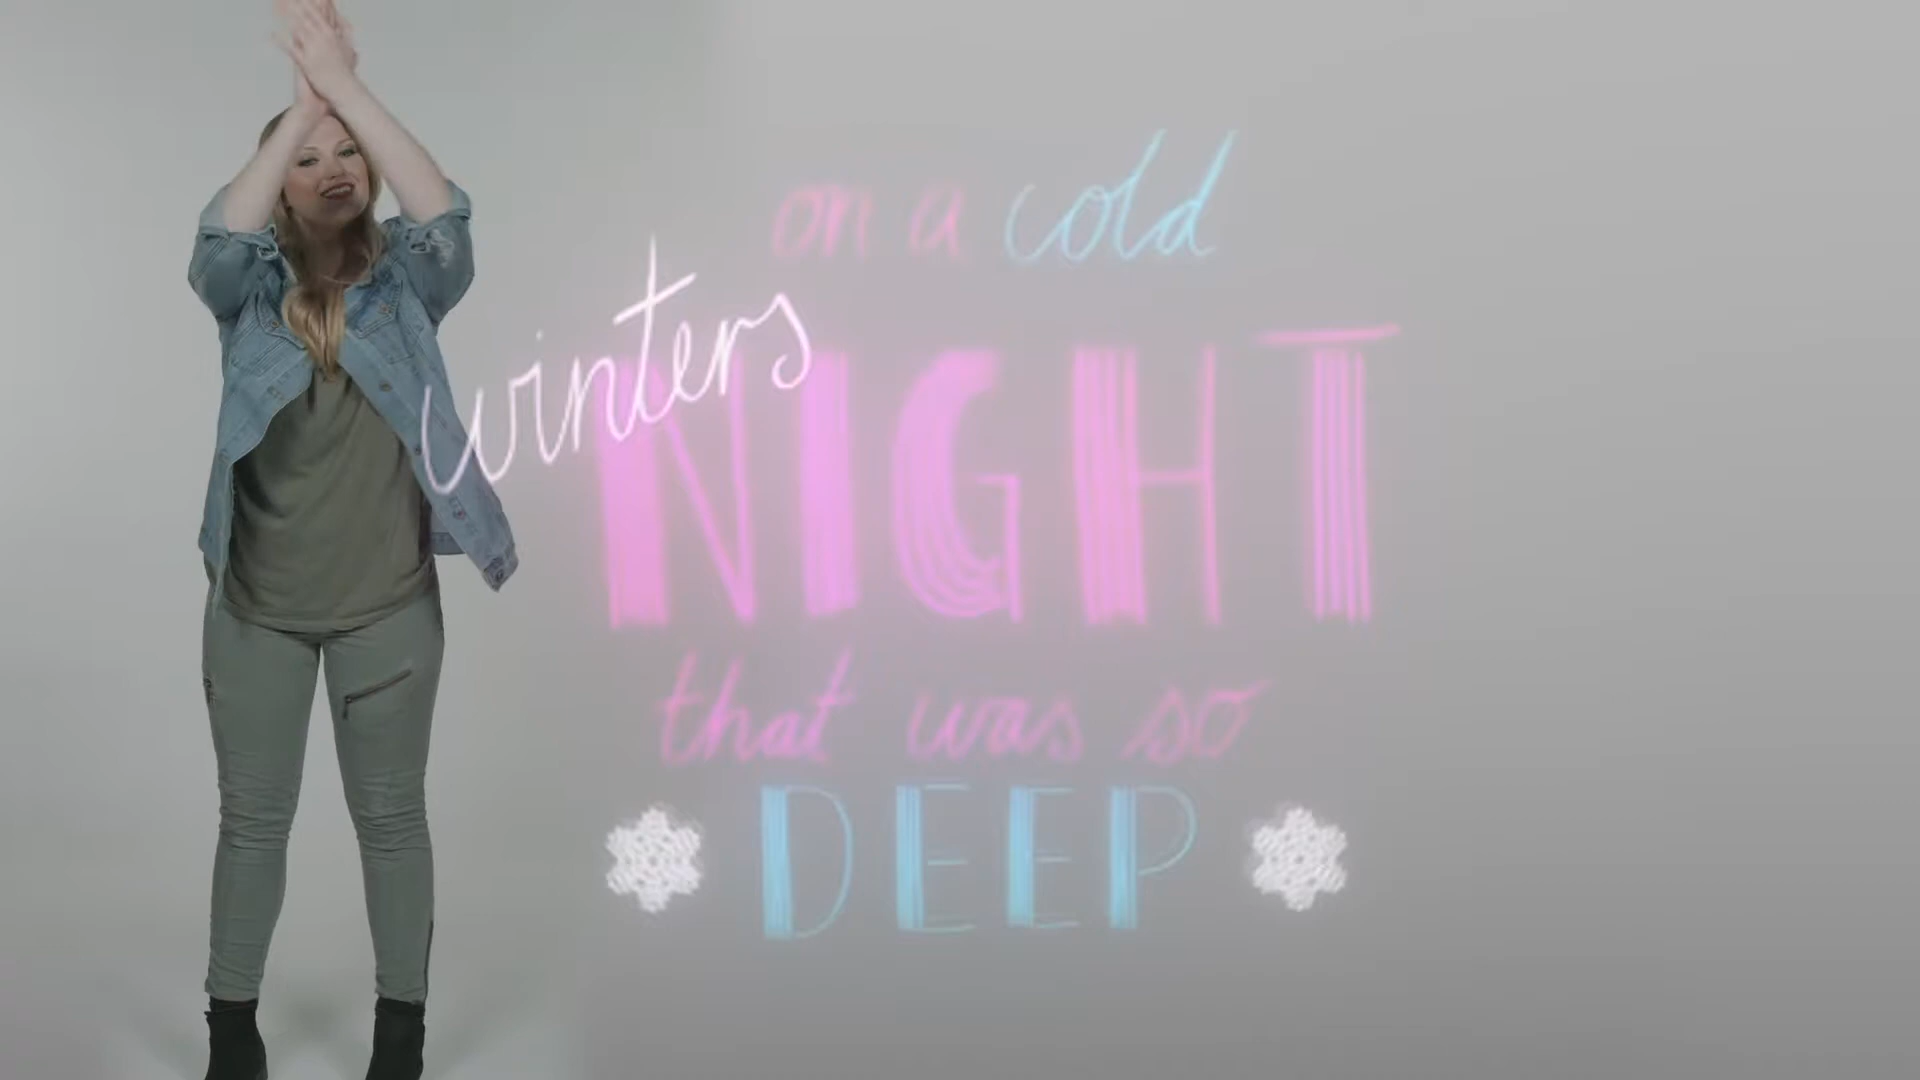 on a cold
winters
NIGHT
that was so
DEEP